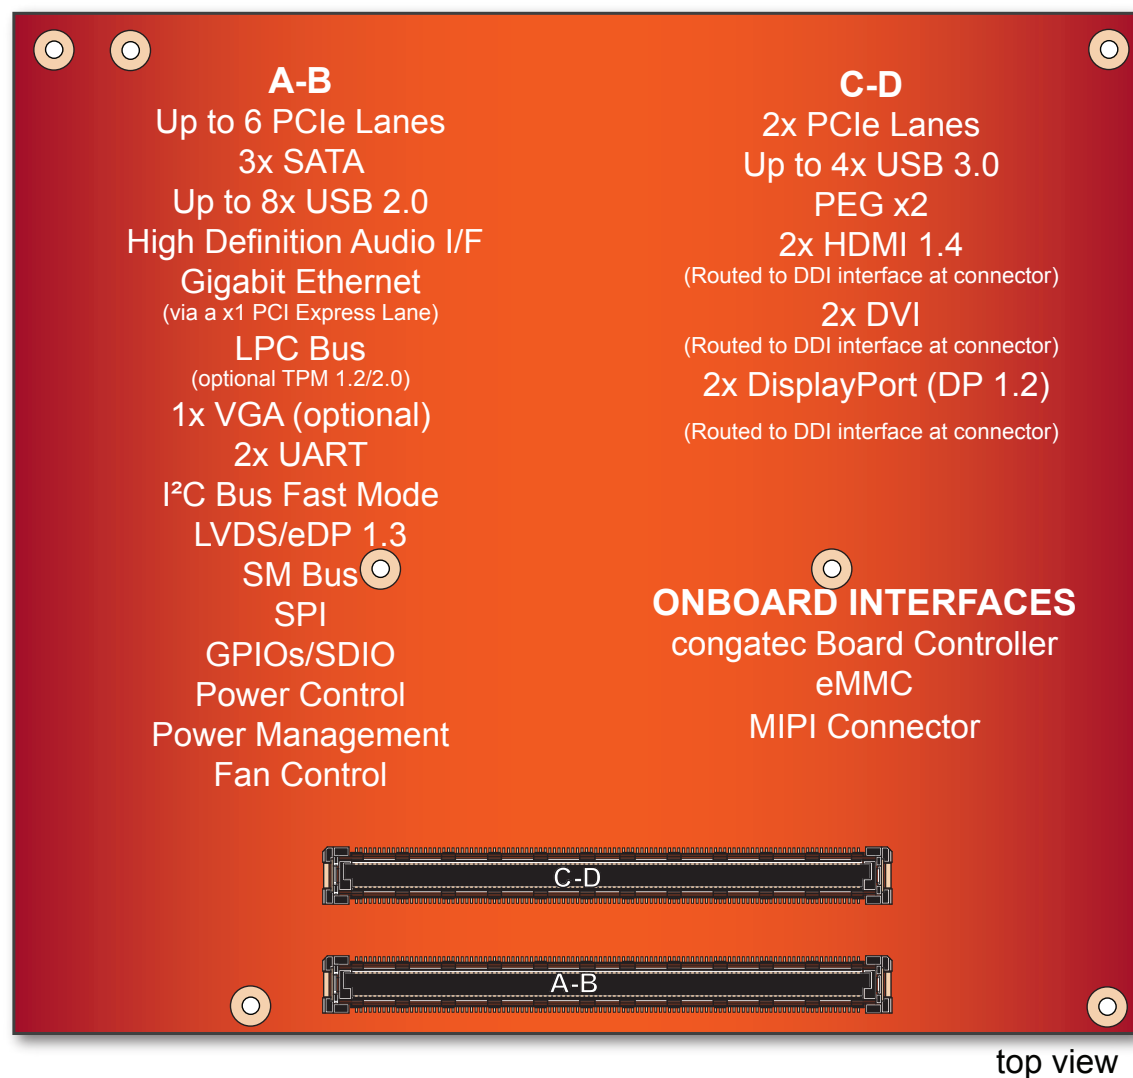 A-B
Up to 6 PCIe Lanes
3x SATA
Up to 8x USB 2.0
High Definition Audio I/F
Gigabit Ethernet
(via a x1 PCI Express Lane)
LPC Bus
(optional TPM 1.2/2.0)
1x VGA (optional)
2x UART
I²C Bus Fast Mode
LVDS/eDP 1.3
SM Bus
SPI
GPIOs/SDIO
Power Control
Power Management
Fan Control
C-D
2x PCIe Lanes
Up to 4x USB 3.0
PEG x2
2x HDMI 1.4
(Routed to DDI interface at connector)
2x DVI
(Routed to DDI interface at connector)
2x DisplayPort (DP 1.2)
(Routed to DDI interface at connector)
ONBOARD INTERFACES
congatec Board Controller
eMMC
MIPI Connector
C-D
A-B
top view